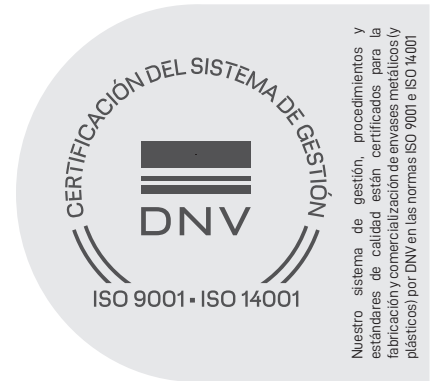 CERTIFICACIÓN DEL SISTEMA DE GESTIÓN
DNV
ISO 9001 ▪ ISO 14001
Nuestro sistema de gestión, procedimientos y
estándares de calidad están certificados para la
fabricación y comercialización de envases metálicos (y
plásticos) por DNV en las normas ISO 9001 e ISO 14001